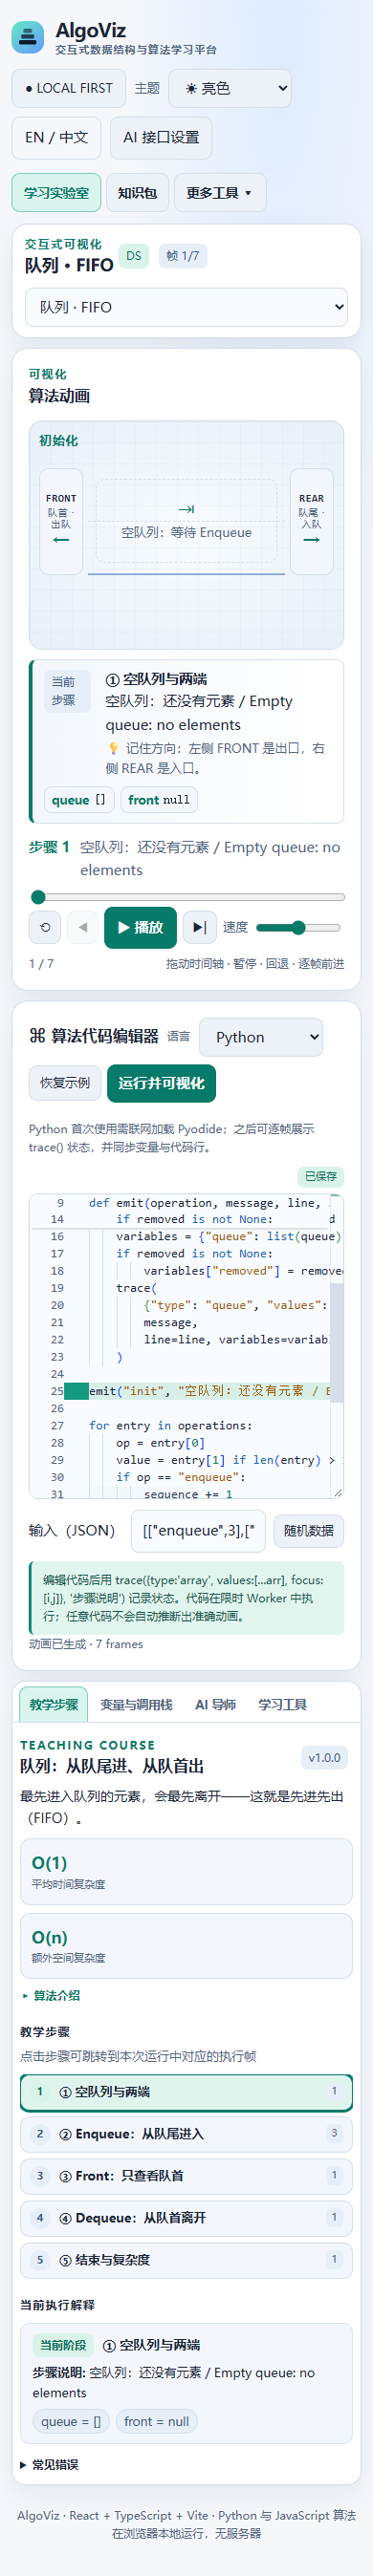 AlgoViz
交互式数据结构与算法学习平台
● LOCAL FIRST 主题 ☀ 亮色
EN / 中文 AI 接口设置
学习实验室 知识包 更多工具 ▾
交互式可视化
队列 • FIFO DS 帧 1/7
队列 · FIFO
可视化
算法动画
初始化
FRONT
队首 ·
出队
←
⇥
空队列：等待 Enqueue
REAR
队尾 ·
入队
→
当前
步骤
① 空队列与两端
空队列：还没有元素 / Empty
queue: no elements
💡 记住方向：左侧 FRONT 是出口，右
侧 REAR 是入口。
queue [] front null
步骤 1 空队列：还没有元素 / Empty queue: no
elements
⟲ ◀ ▶ 播放 ▶| 速度
1 / 7 拖动时间轴 · 暂停 · 回退 · 逐帧前进
⌘ 算法代码编辑器 语言 Python
恢复示例 运行并可视化
Python 首次使用需联网加载 Pyodide；之后可逐帧展示
trace() 状态，并同步变量与代码行。
已保存
9 def emit(operation, message, line,
14 if removed is not None:
16 variables = {"queue": list(queue)
17 if removed is not None:
18 variables["removed"] = remove
19 trace(
20 {"type": "queue", "values":
21 message,
22 line=line, variables=variab
23 )
24
25 emit("init", "空队列：还没有元素 / E
26
27 for entry in operations:
28 op = entry[0]
29 value = entry[1] if len(entry) >
30 if op == "enqueue":
31 sequence += 1
输入（JSON） [["enqueue",3],[" 随机数据
编辑代码后用 trace({type:'array', values:[...arr], focus:
[i,j]}, '步骤说明') 记录状态。代码在限时 Worker 中执
行；任意代码不会自动推断出准确动画。
动画已生成 · 7 frames
教学步骤 变量与调用栈 AI 导师 学习工具
TEACHING COURSE
队列：从队尾进、从队首出 v1.0.0
最先进入队列的元素，会最先离开——这就是先进先出
（FIFO）。
O(1)
平均时间复杂度
O(n)
额外空间复杂度
▸ 算法介绍
教学步骤
点击步骤可跳转到本次运行中对应的执行帧
1 ① 空队列与两端 1
2 ② Enqueue：从队尾进入 3
3 ③ Front：只查看队首 1
4 ④ Dequeue：从队首离开 1
5 ⑤ 结束与复杂度 1
当前执行解释
当前阶段 ① 空队列与两端
步骤说明: 空队列：还没有元素 / Empty queue: no
elements
queue = [] front = null
▶ 常见错误
AlgoViz · React + TypeScript + Vite · Python 与 JavaScript 算法
在浏览器本地运行，无服务器